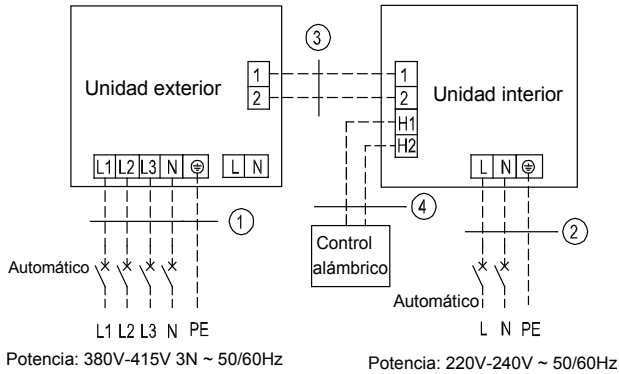 Unidad exterior
1
2
3
1
2
H1
H2
Unidad interior
L1 L2 L3 N L N
L N
1
4
2
Control
alámbrico
Automático
Automático
L1 L2 L3 N PE
L N PE
Potencia: 380V-415V 3N ~ 50/60Hz
Potencia: 220V-240V ~ 50/60Hz